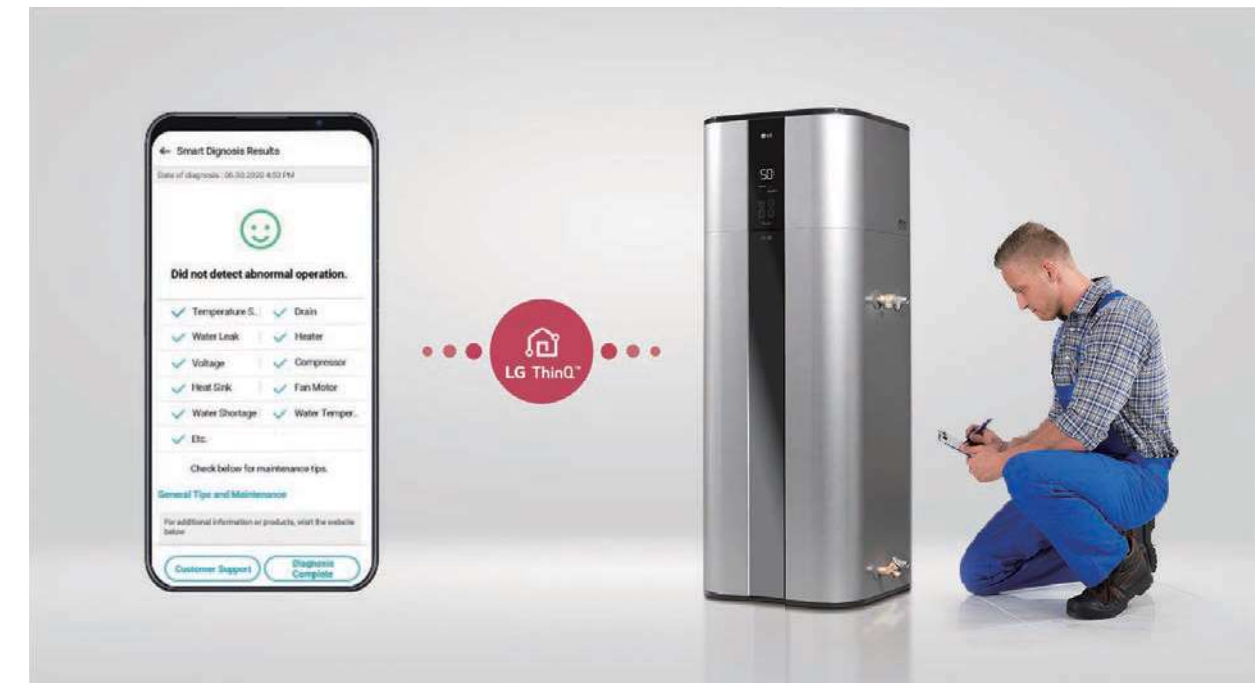 ← Smart Dignosis Results
Date of diagnosis : 06.30.2020 4:50 PM
Did not detect abnormal operation.
Temperature S..
Drain
Water Leak
Heater
Voltage
Compressor
Heat Sink
Fan Motor
Water Shortage
Water Temper..
Etc.
Check below for maintenance tips.
General Tips and Maintenance
For additional information or products, visit the website
below
Customer Support
Diagnosis
Complete
LG ThinQ™
LG
50